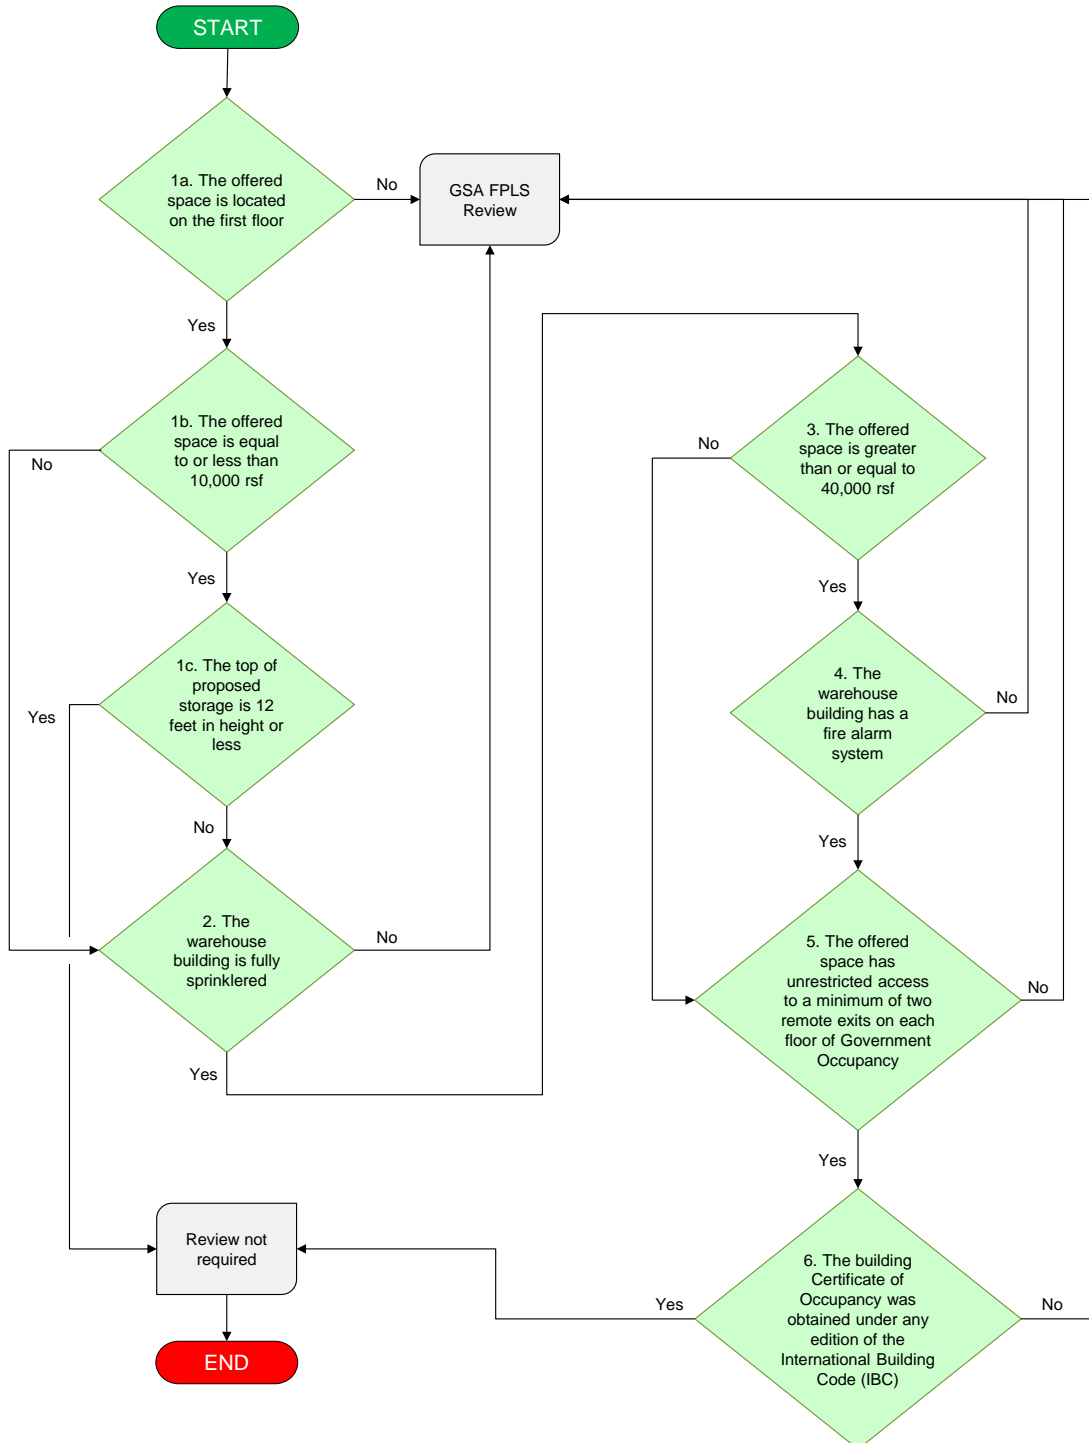 START
1a. The offered
space is located
on the first floor
No
GSA FPLS
Review
Yes
1b. The offered
space is equal
to or less than
10,000 rsf
No
Yes
1c. The top of
proposed
storage is 12
feet in height or
less
Yes
No
2. The
warehouse
building is fully
sprinklered
No
Yes
3. The offered
space is greater
than or equal to
40,000 rsf
No
Yes
4. The
warehouse
building has a
fire alarm
system
No
Yes
5. The offered
space has
unrestricted access
to a minimum of two
remote exits on each
floor of Government
Occupancy
No
Yes
6. The building
Certificate of
Occupancy was
obtained under any
edition of the
International Building
Code (IBC)
Yes
No
Review not
required
END